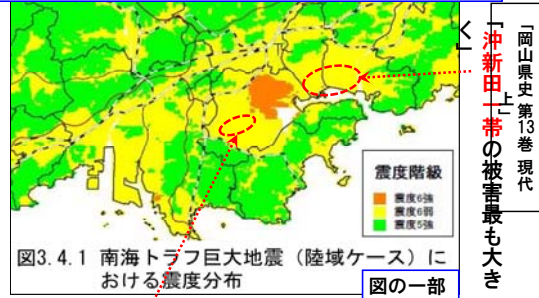 「岡山県史 第13巻 現代
上」
「沖新田一帯の被害最も大き
く」
震度階級
震度6強
震度6弱
震度5強
図3.4.1 南海トラフ巨大地震（陸域ケース）に
おける震度分布
図の一部